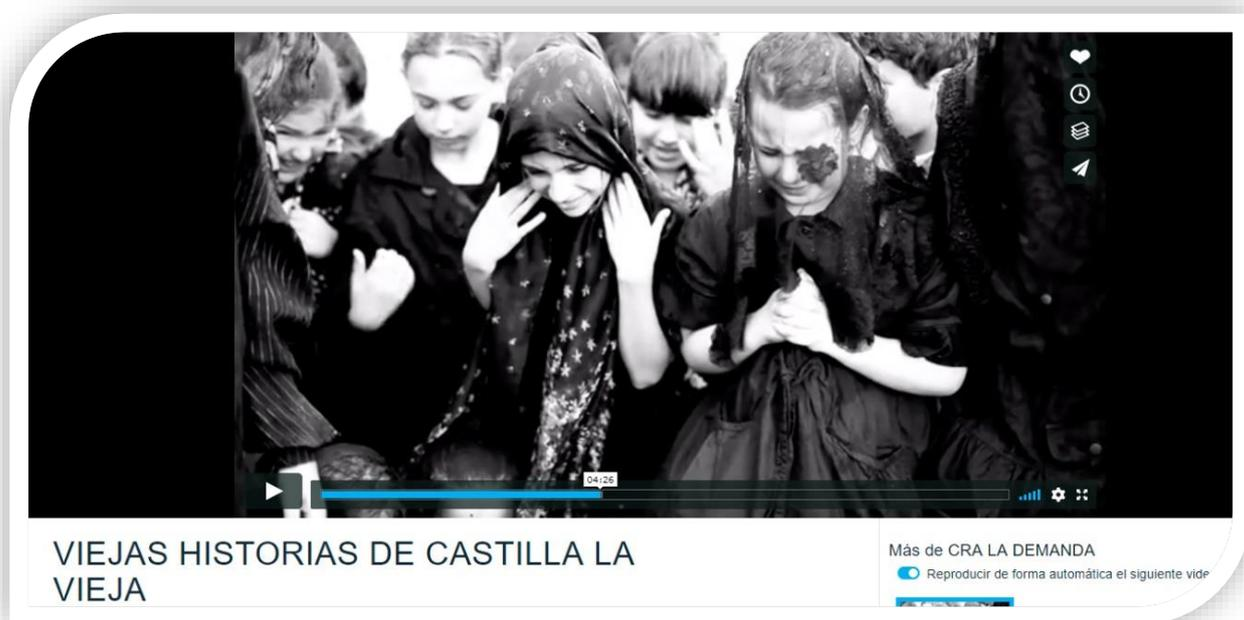 04:26
VIEJAS HISTORIAS DE CASTILLA LA
VIEJA
Más de CRA LA DEMANDA
Reproducir de forma automática el siguiente vide